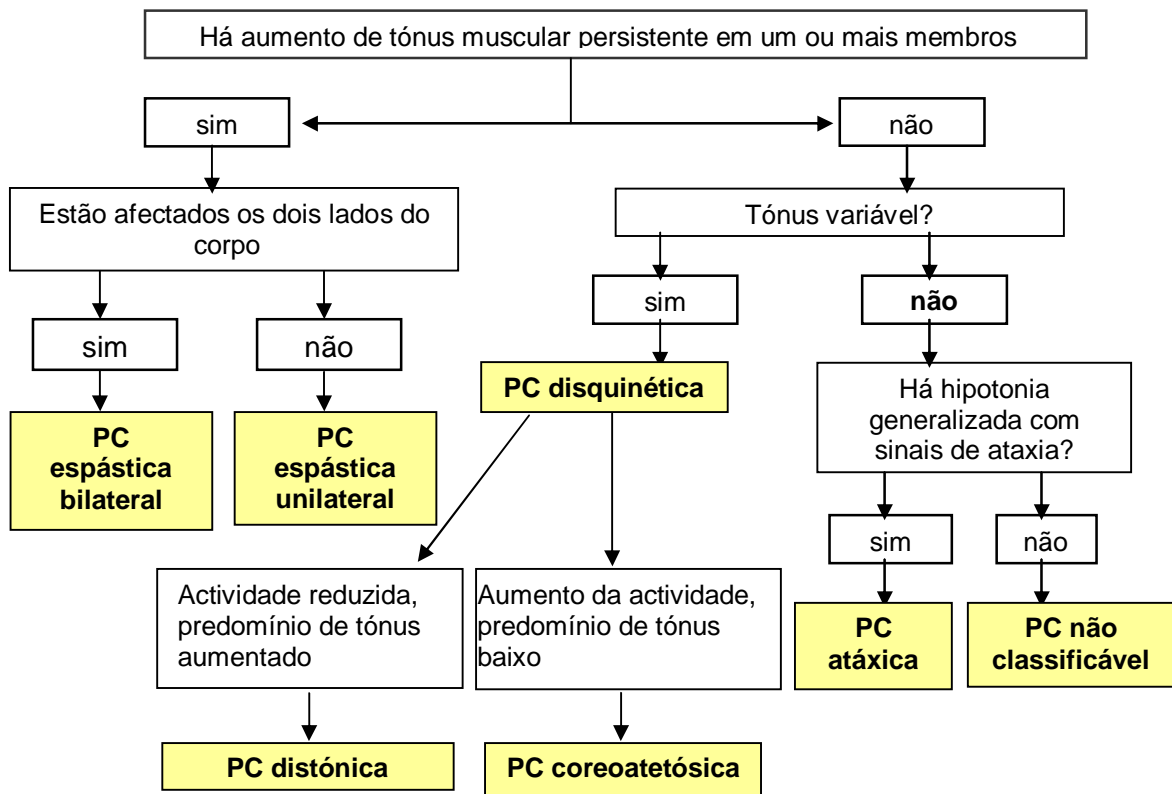 Há aumento de tónus muscular persistente em um ou mais membros
sim
não
Estão afectados os dois lados do
corpo
Tónus variável?
sim
não
sim
não
PC disquinética
Há hipotonia
generalizada com
sinais de ataxia?
PC
espástica
bilateral
PC
espástica
unilateral
sim
não
Actividade reduzida,
predomínio de tónus
aumentado
Aumento da actividade,
predomínio de tónus
baixo
PC
atáxica
PC não
classificável
PC distónica
PC coreoatetósica